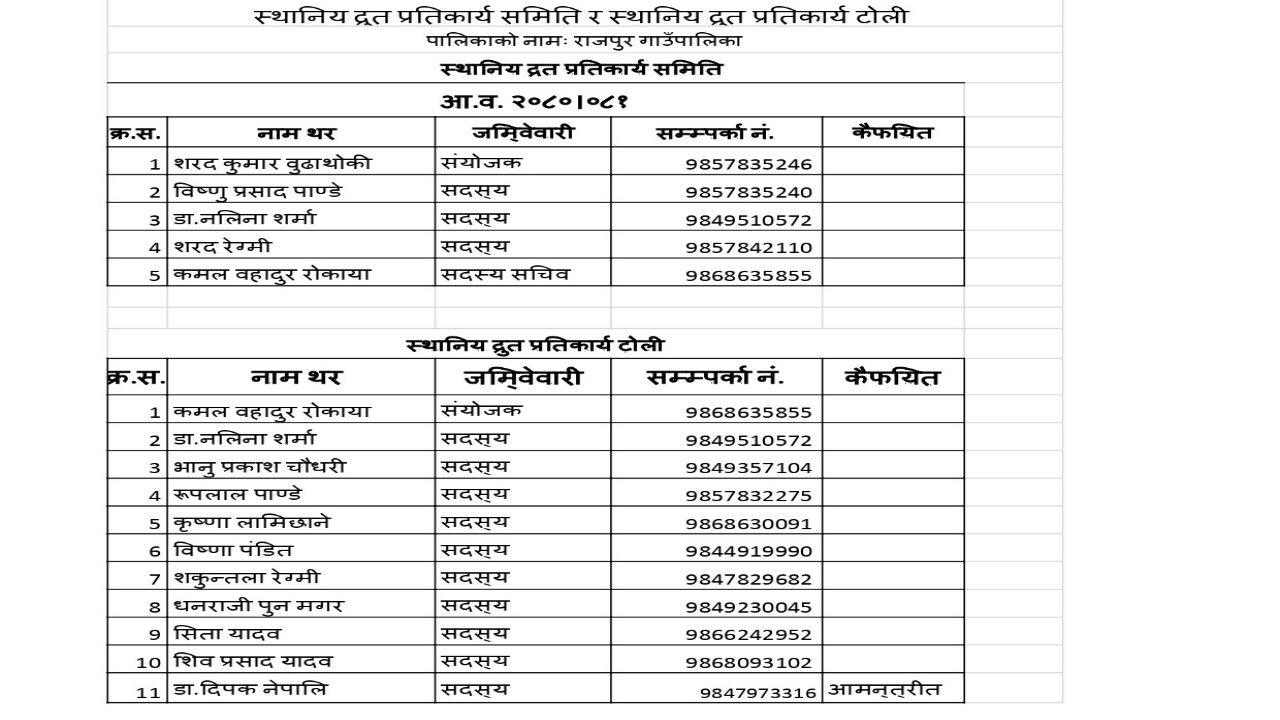 स्थानिय द्रूत प्रतिकार्य समिति र स्थानिय द्रूत प्रतिकार्य टोली
पालिकाको नामः राजपुर गाउँपालिका
स्थानिय द्रत प्रतिकार्य समिति
आ.व. २०८०।०८१
क्र.स. नाम थर जम्िवेवारी सम्म्पर्का नं. कैफयित
1 शरद कुमार वुढाथोकी संयोजक 9857835246
2 विष्णु प्रसाद पाण्डे सदस्य 9857835240
3 डा.नलिना शर्मा सदस्य 9849510572
4 शरद रेग्मी सदस्य 9857842110
5 कमल वहादुर रोकाया सदस्य सचिव 9868635855
स्थानिय द्रुत प्रतिकार्य टोली
क्र.स. नाम थर जम्िवेवारी सम्म्पर्का नं. कैफयित
1 कमल वहादुर रोकाया संयोजक 9868635855
2 डा.नलिना शर्मा सदस्य 9849510572
3 भानु प्रकाश चौधरी सदस्य 9849357104
4 रूपलाल पाण्डे सदस्य 9857832275
5 कृष्णा लामिछाने सदस्य 9868630091
6 विष्णा पंडित सदस्य 9844919990
7 शकुन्तला रेग्मी सदस्य 9847829682
8 धनराजी पुन मगर सदस्य 9849230045
9 सिता यादव सदस्य 9866242952
10 शिव प्रसाद यादव सदस्य 9868093102
11 डा.दिपक नेपालि सदस्य 9847973316 आमन्त्रीत